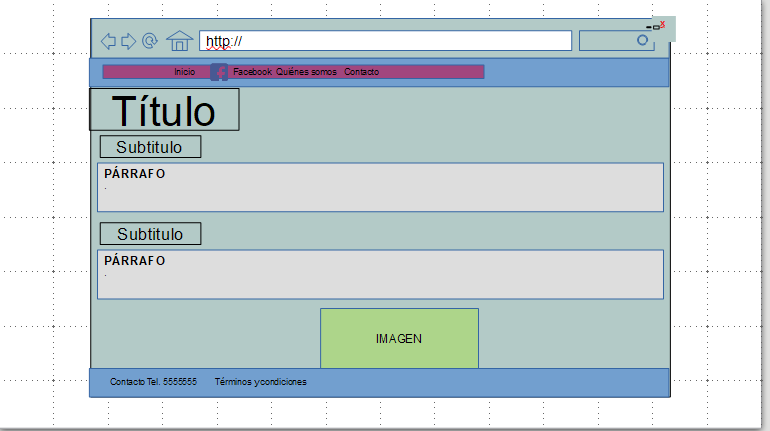 http://
Inicio Facebook Quiénes somos Contacto
Título
Subtitulo
PÁRRAFO
.
Subtitulo
PÁRRAFO
.
IMAGEN
Contacto Tel. 5555555 Términos ycondiciones